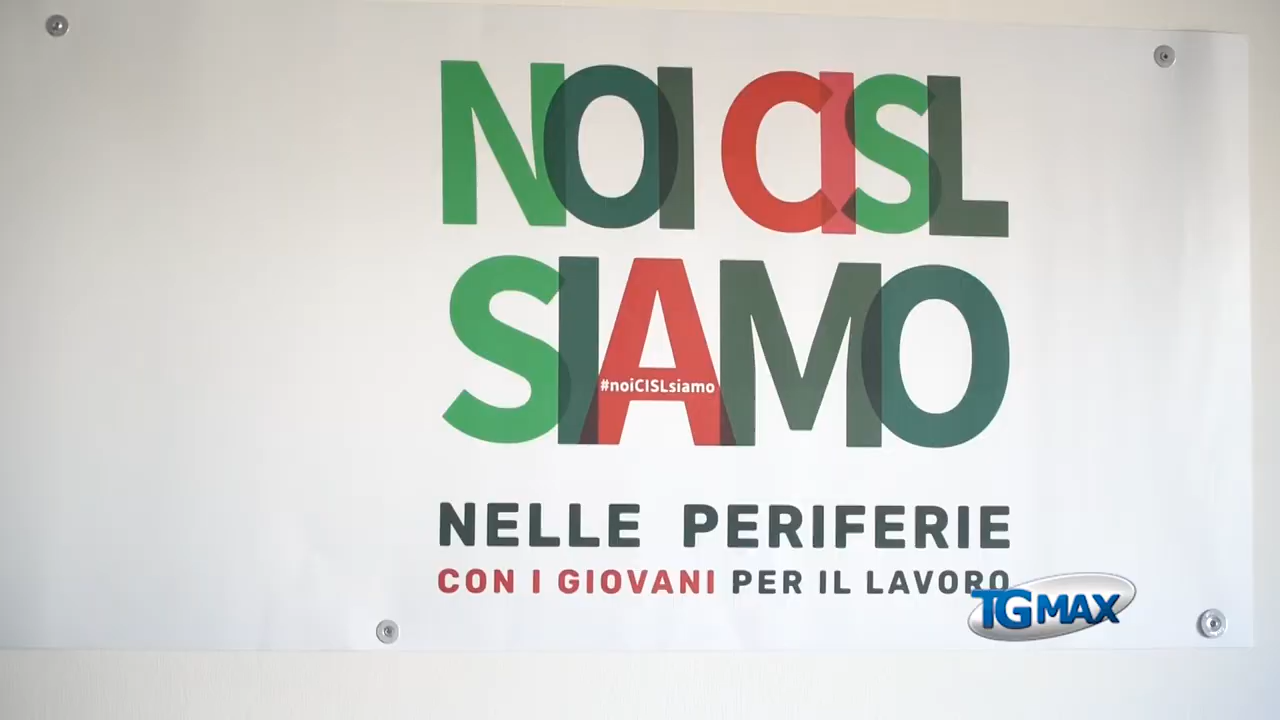 NOI CISL
SIAMO
#noiCISLsiamo
NELLE PERIFERIE
CON I GIOVANI PER IL LAVORO
TGMAX